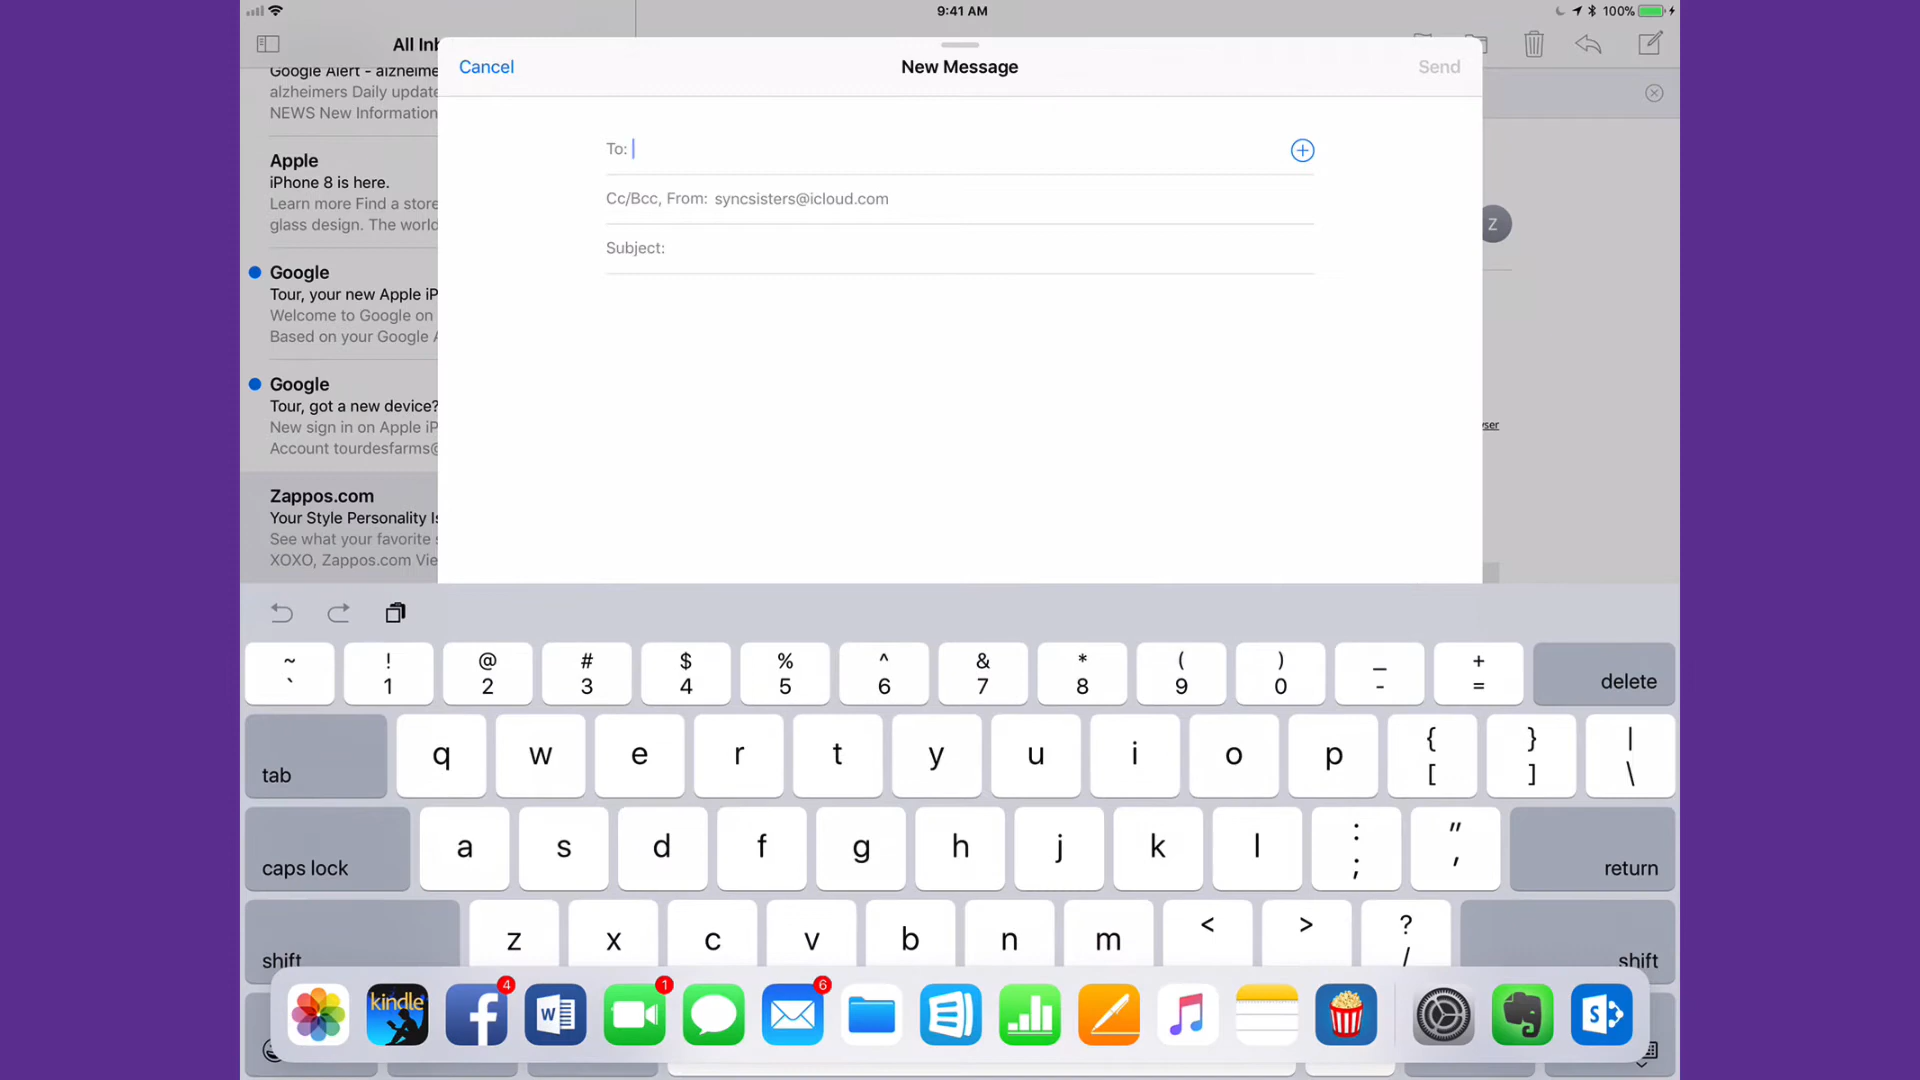 9:41 AM
100%
All Inb
Cancel
New Message
Send
Google Alert - alzheime
alzheimers Daily update
NEWS New Information
Apple
iPhone 8 is here.
Learn more Find a store
glass design. The world
Google
Tour, your new Apple iP
Welcome to Google on
Based on your Google A
Google
Tour, got a new device?
New sign in on Apple iP
Account tourdesfarms@
Zappos.com
Your Style Personality Is
See what your favorite s
XOXO, Zappos.com Vie
To:
Cc/Bcc, From: syncsisters@icloud.com
Subject:
Z
ser
~ ! @ # $ % ^ & * ( ) _ +
` 1 2 3 4 5 6 7 8 9 0 - = delete
tab q w e r t y u i o p { [ } ] | \
caps lock a s d f g h j k l : ; " ' return
shift z x c v b n m < > ? / shift
4 1 6
kindle
W
S